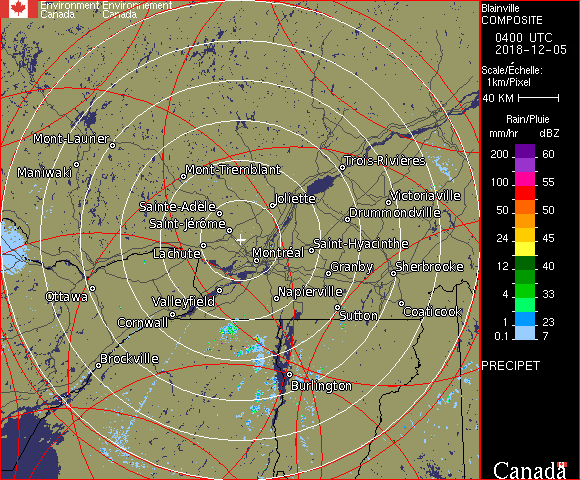 Environment Environnement
Canada Canada
Blainville
COMPOSITE
0400 UTC
2018-12-05
Scale/Échelle:
1km/Pixel
40 KM
Rain/Pluie
mm/hr dBZ
200 60
150 57
100 55
50 50
24 45
12 40
4 33
1 23
0.1 7
PRECIPET
Canada
Mont-Laurier
Maniwaki
Mont-Tremblant
Trois-Rivières
Joliette
Victoriaville
Sainte-Adèle
Drummondville
Saint-Jérôme
Saint-Hyacinthe
Lachute
Montréal
Granby
Sherbrooke
Ottawa
Valleyfield
Napierville
Cornwall
Sutton
Coaticook
Brockville
Burlington